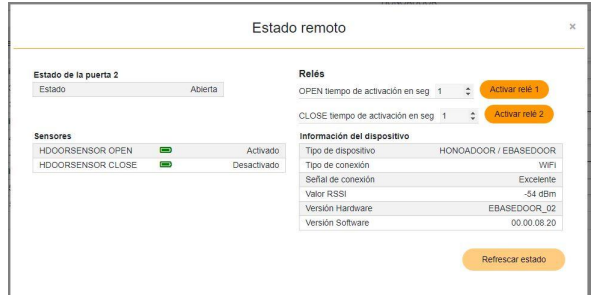 Estado remoto
×
Estado de la puerta 2
Estado Abierta
Sensores
HDOORSENSOR OPEN Activado
HDOORSENSOR CLOSE Desactivado
Relés
OPEN tiempo de activación en seg 1 Activar relé 1
CLOSE tiempo de activación en seg 1 Activar relé 2
Información del dispositivo
Tipo de dispositivo HONOADOOR / EBASEDOOR
Tipo de conexión WiFi
Señal de conexión Excelente
Valor RSSI -54 dBm
Versión Hardware EBASEDOOR_02
Versión Software 00.00.08.20
Refrescar estado